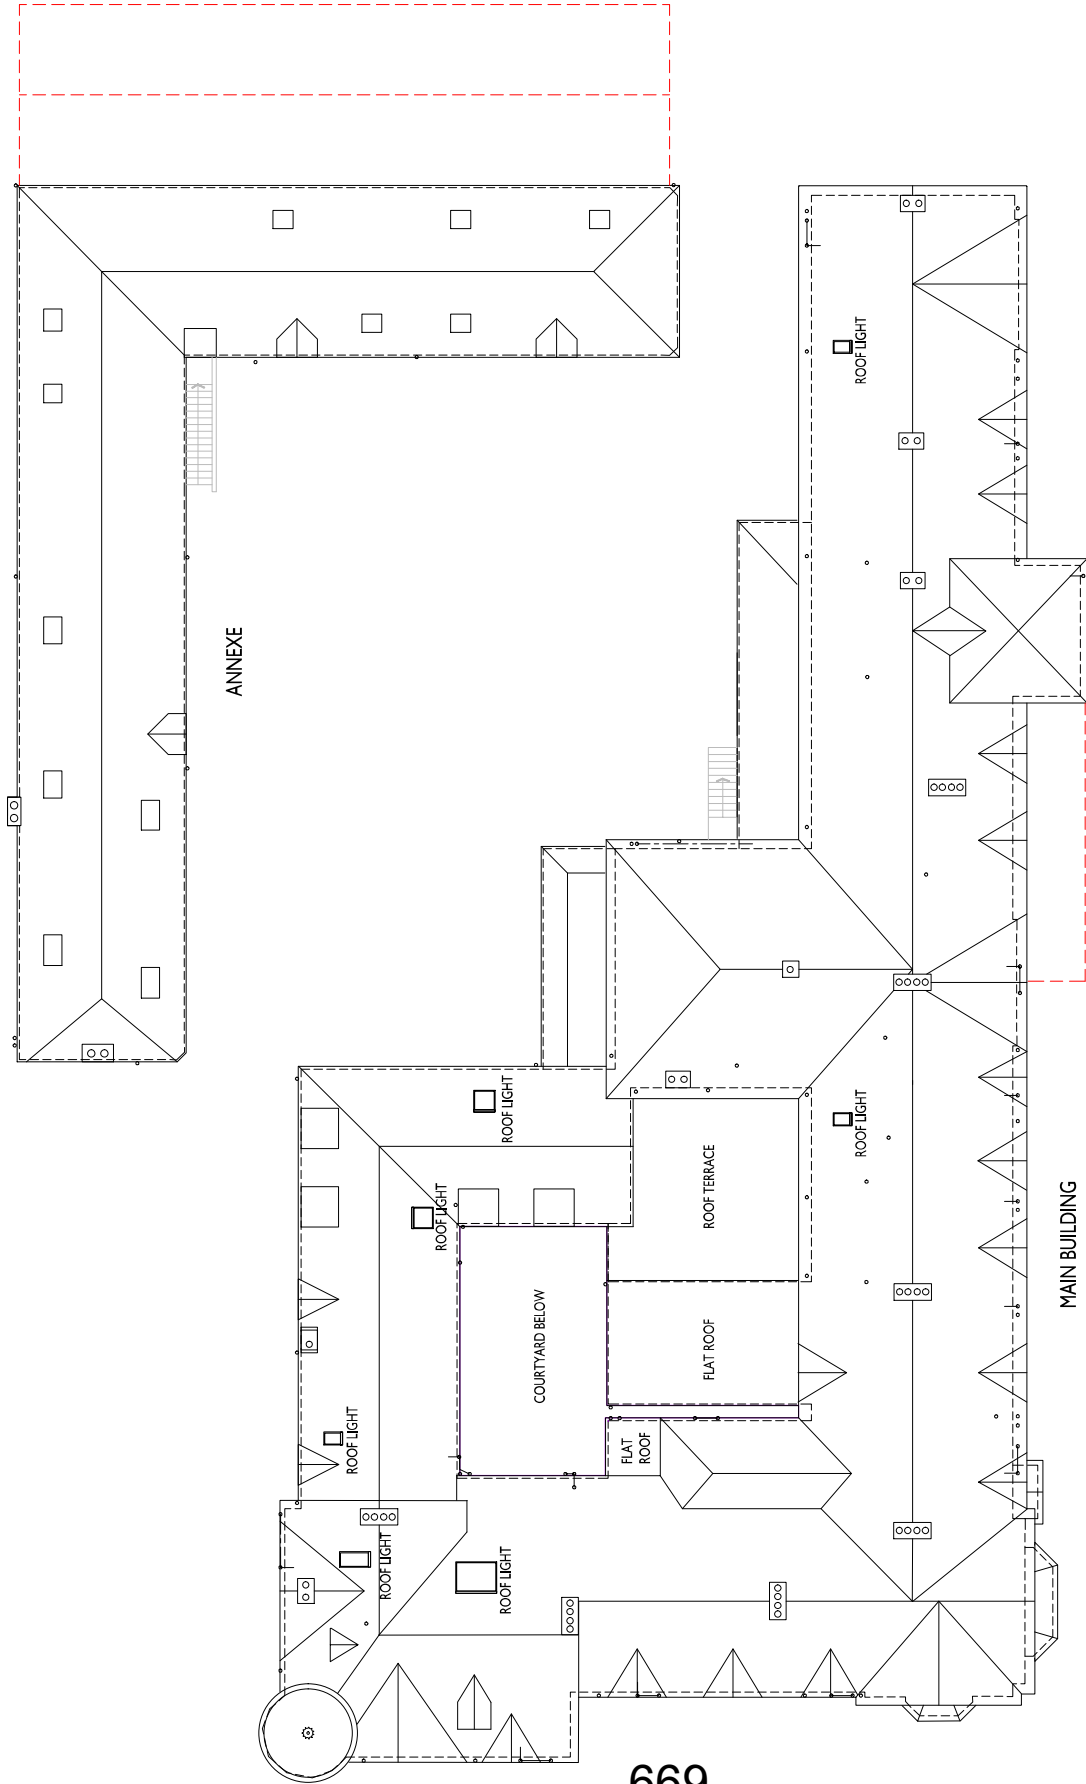 ROOF LIGHT
ANNEXE
ROOF LIGHT
ROOF LIGHT
ROOF LIGHT
ROOF TERRACE
MAIN BUILDING
COURTYARD BELOW
FLAT ROOF
FLAT
ROOF
ROOF LIGHT
ROOF LIGHT
ROOF LIGHT
669